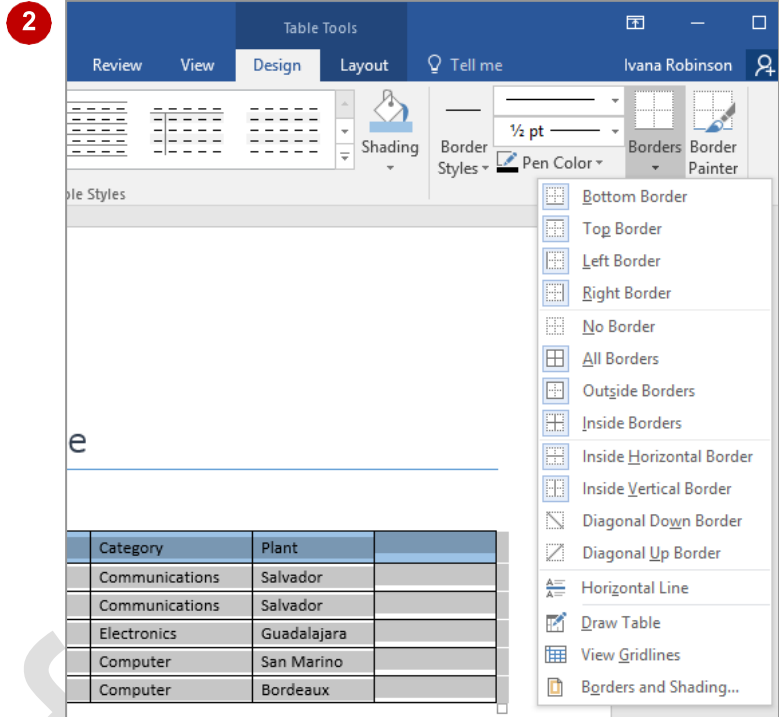 2
Table Tools
Review View Design Layout Tell me Ivana Robinson
½ pt
Shading Border Styles Pen Color Borders Border Painter
ble Styles
Bottom Border
Top Border
Left Border
Right Border
No Border
All Borders
Outside Borders
Inside Borders
Inside Horizontal Border
Inside Vertical Border
Diagonal Down Border
Diagonal Up Border
Horizontal Line
Draw Table
View Gridlines
Borders and Shading...
e
Category Plant
Communications Salvador
Communications Salvador
Electronics Guadalajara
Computer San Marino
Computer Bordeaux